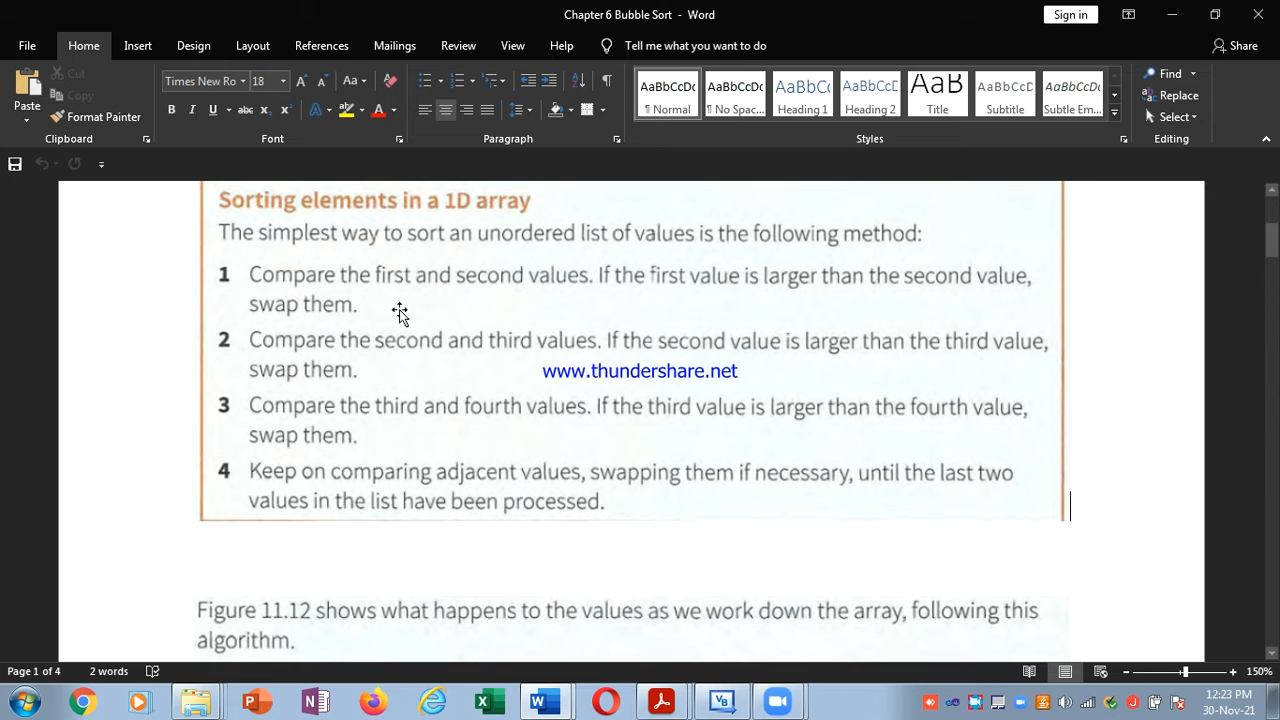 Chapter 6 Bubble Sort - Word
Sign in
File Home Insert Design Layout References Mailings Review View Help Tell me what you want to do Share
Paste
Cut
Copy
Format Painter
Clipboard
Times New Ro 18
Font
Paragraph
AaBbCcDc AaBbCcDc AaBbCc AaBbCcC AaB AaBbCcD AaBbCcDc
¶ Normal ¶ No Spac... Heading 1 Heading 2 Title Subtitle Subtle Em...
Styles
Find
Replace
Select
Editing
Sorting elements in a 1D array
The simplest way to sort an unordered list of values is the following method:
1 Compare the first and second values. If the first value is larger than the second value,
swap them.
2 Compare the second and third values. If the second value is larger than the third value,
swap them.
www.thundershare.net
3 Compare the third and fourth values. If the third value is larger than the fourth value,
swap them.
4 Keep on comparing adjacent values, swapping them if necessary, until the last two
values in the list have been processed.
Figure 11.12 shows what happens to the values as we work down the array, following this
algorithm.
Page 1 of 4 2 words 150%
12:23 PM
30-Nov-21